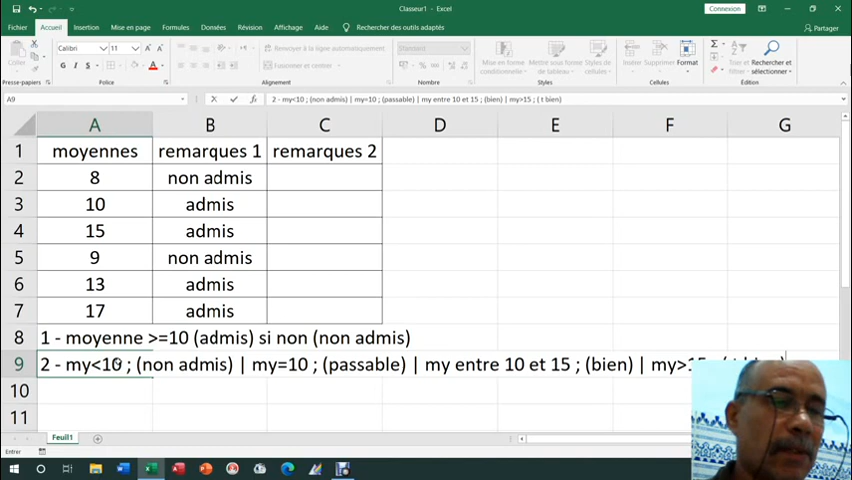 Classeur1 - Excel
Connexion
Fichier Accueil Insertion Mise en page Formules Données Révision Affichage Aide Rechercher des outils adaptés Partager
Calibri 11 Renvoyer à la ligne automatiquement Standard
Coller
G I S
Fusionner et centrer
Mise en forme conditionnelle
Mettre sous forme de tableau
Styles de cellules
Insérer Supprimer Format
Rechercher et sélectionner
Presse-papiers Police Alignement Nombre Styles Cellules Édition
A9 2 - my<10 ; (non admis) | my=10 ; (passable) | my entre 10 et 15 ; (bien) | my>15 ; ( t bien)
A B C D E F G
1 moyennes remarques 1 remarques 2
2 8 non admis
3 10 admis
4 15 admis
5 9 non admis
6 13 admis
7 17 admis
8 1 - moyenne >=10 (admis) si non (non admis)
9 2 - my<10 ; (non admis) | my=10 ; (passable) | my entre 10 et 15 ; (bien) | my>15 ; ( t bien)
10
11
Feuil1
Entrer